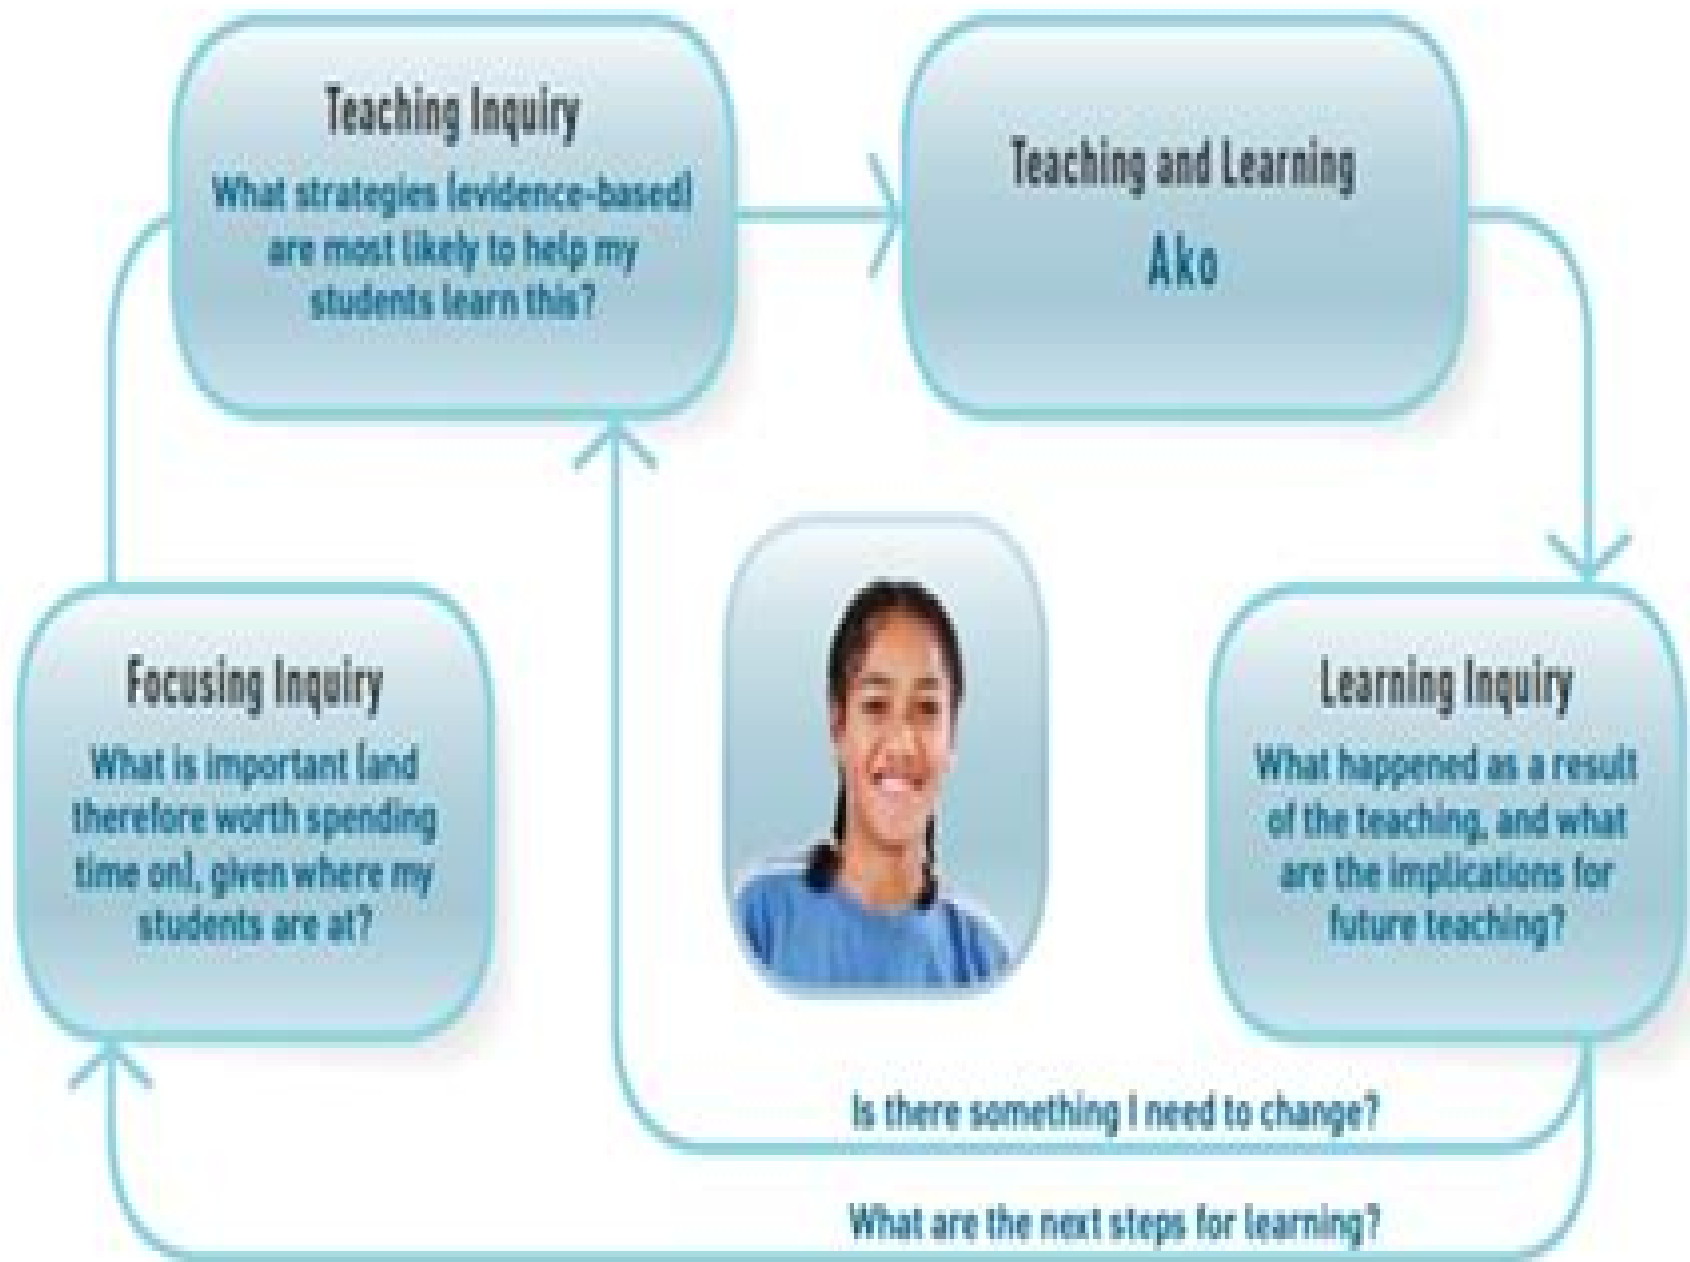 Teaching Inquiry
What strategies (evidence-based)
are most likely to help my
students learn this?
Teaching and Learning
Ako
Focusing Inquiry
What is important (and
therefore worth spending
time on), given where my
students are at?
Learning Inquiry
What happened as a result
of the teaching, and what
are the implications for
future teaching?
Is there something I need to change?
What are the next steps for learning?